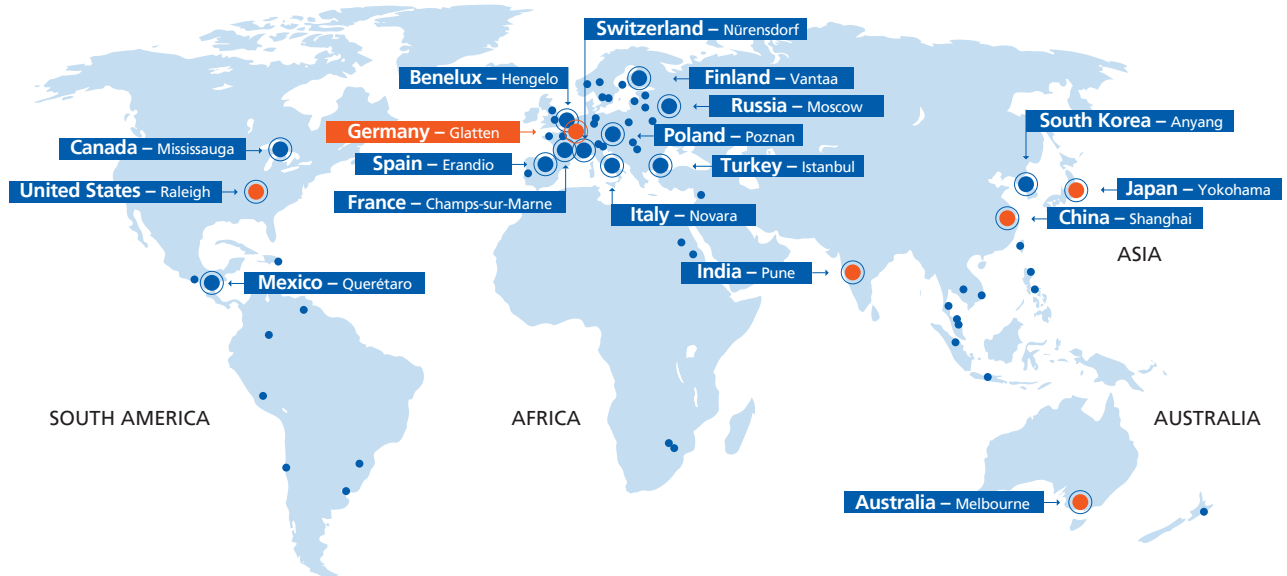 Switzerland – Nürensdorf
Benelux – Hengelo
Finland – Vantaa
Russia – Moscow
Germany – Glatten
Poland – Poznan
South Korea – Anyang
Canada – Mississauga
Spain – Erandio
Turkey – Istanbul
United States – Raleigh
Japan – Yokohama
France – Champs-sur-Marne
Italy – Novara
China – Shanghai
ASIA
India – Pune
Mexico – Querétaro
SOUTH AMERICA
AFRICA
AUSTRALIA
Australia – Melbourne